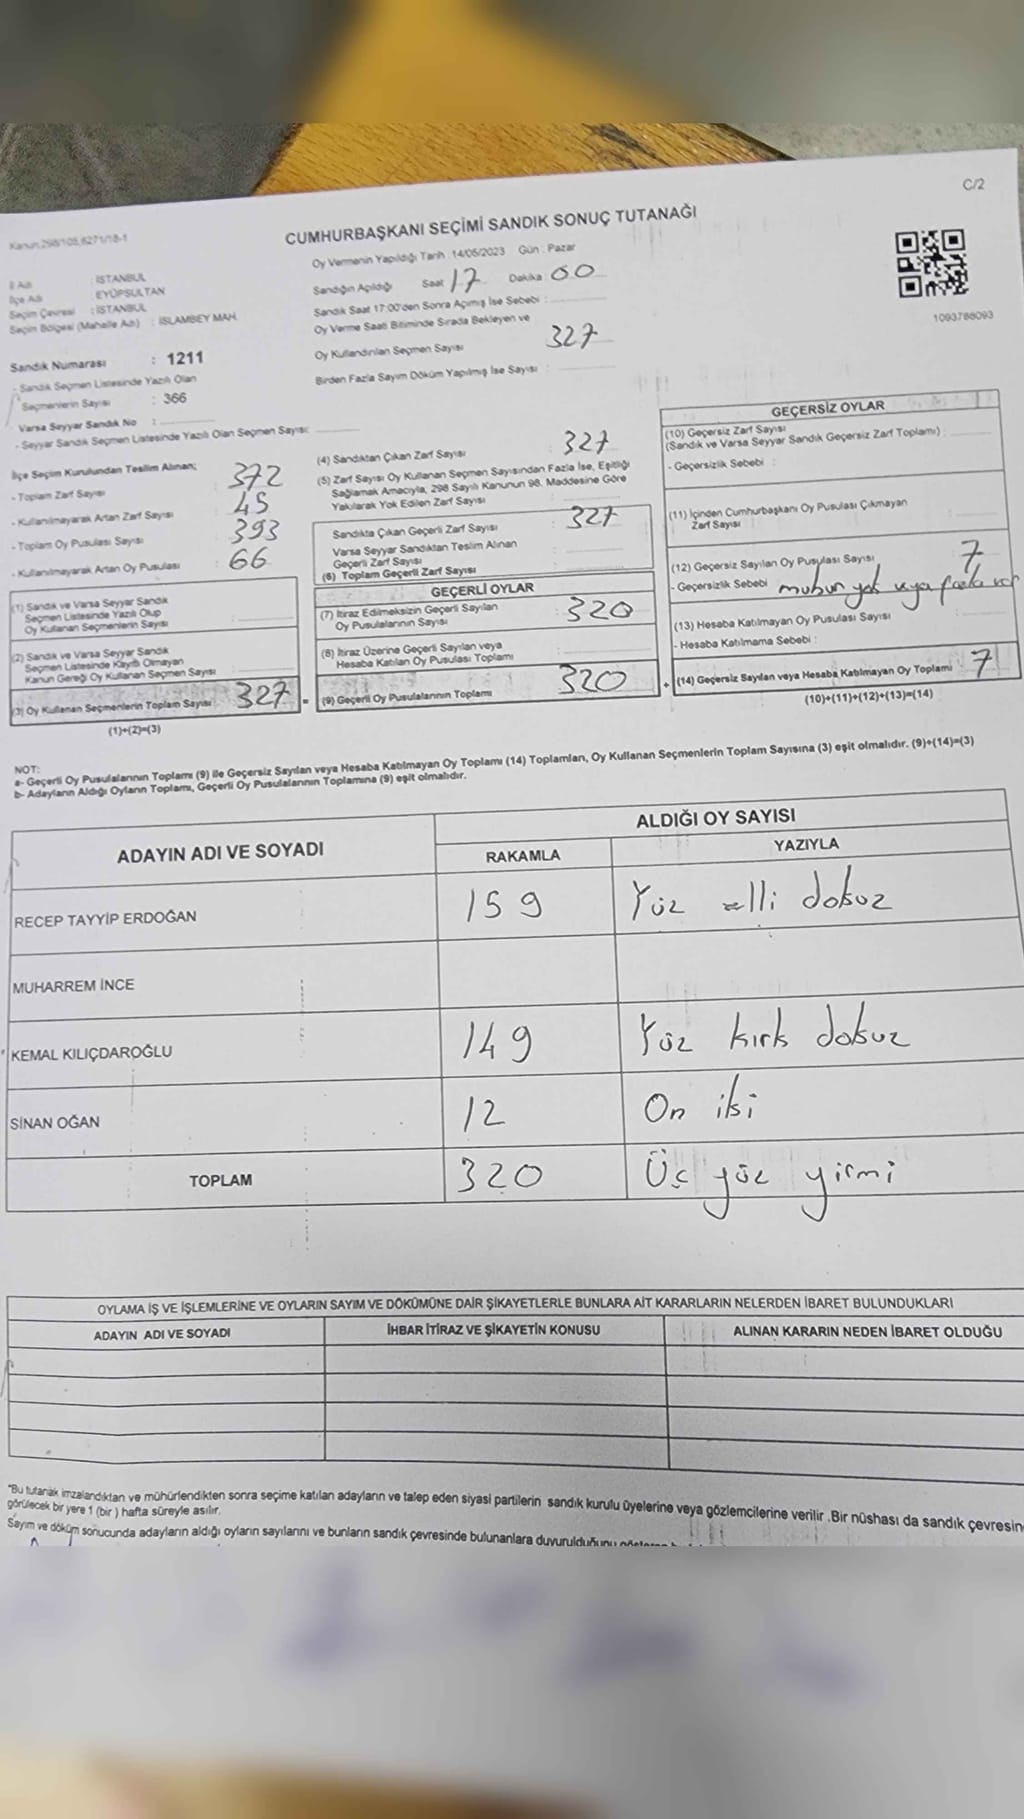 C/2
Kanun.298/105,6271/18-1
CUMHURBAŞKANI SEÇİMİ SANDIK SONUÇ TUTANAĞI
Oy Vermenin Yapıldığı Tarih : 14/05/2023 Gün : Pazar
İl Adı : İSTANBUL
İlçe Adı : EYÜPSULTAN
Seçim Çevresi : İSTANBUL
Seçim Bölgesi (Mahalle Adı) : İSLAMBEY MAH.
Sandığın Açıldığı Saat 17 Dakika : 00
Sandık Saat 17:00'den Sonra Açılmış İse Sebebi :
Oy Verme Saati Bitiminde Sırada Bekleyen ve
Oy Kullandırılan Seçmen Sayısı 327
Birden Fazla Sayım Döküm Yapılmış İse Sayısı :
1093788093
Sandık Numarası : 1211
- Sandık Seçmen Listesinde Yazılı Olan
Seçmenlerin Sayısı : 366
Varsa Seyyar Sandık No :
- Seyyar Sandık Seçmen Listesinde Yazılı Olan Seçmen Sayısı:
İlçe Seçim Kurulundan Teslim Alınan;
- Toplam Zarf Sayısı 372
- Kullanılmayarak Artan Zarf Sayısı 45
- Toplam Oy Pusulası Sayısı 393
- Kullanılmayarak Artan Oy Pusulası : 66
(1) Sandık ve Varsa Seyyar Sandık
Seçmen Listesinde Yazılı Olup
Oy Kullanan Seçmenlerin Sayısı
(2) Sandık ve Varsa Seyyar Sandık
Seçmen Listesinde Kayıtlı Olmayan
Kanun Gereği Oy Kullanan Seçmen Sayısı
(3) Oy Kullanan Seçmenlerin Toplam Sayısı 327
(1)+(2)=(3)
(4) Sandıktan Çıkan Zarf Sayısı 327
(5) Zarf Sayısı Oy Kullanan Seçmen Sayısından Fazla İse, Eşitliği
Sağlamak Amacıyla, 298 Sayılı Kanunun 98. Maddesine Göre
Yakılarak Yok Edilen Zarf Sayısı
Sandıkta Çıkan Geçerli Zarf Sayısı 327
Varsa Seyyar Sandıktan Teslim Alınan
Geçerli Zarf Sayısı
(6) Toplam Geçerli Zarf Sayısı
GEÇERLİ OYLAR
(7) İtiraz Edilmeksizin Geçerli Sayılan
Oy Pusulalarının Sayısı 320
(8) İtiraz Üzerine Geçerli Sayılan veya
Hesaba Katılan Oy Pusulası Toplamı
= (9) Geçerli Oy Pusulalarının Toplamı 320
GEÇERSİZ OYLAR
(10) Geçersiz Zarf Sayısı
(Sandık ve Varsa Seyyar Sandık Geçersiz Zarf Toplamı) :
- Geçersizlik Sebebi :
(11) İçinden Cumhurbaşkanı Oy Pusulası Çıkmayan
Zarf Sayısı
(12) Geçersiz Sayılan Oy Pusulası Sayısı 7
- Geçersizlik Sebebi muhur yok veya fazla var
(13) Hesaba Katılmayan Oy Pusulası Sayısı
- Hesaba Katılmama Sebebi :
+ (14) Geçersiz Sayılan veya Hesaba Katılmayan Oy Toplamı : 7
(10)+(11)+(12)+(13)=(14)
NOT:
a- Geçerli Oy Pusulalarının Toplamı (9) ile Geçersiz Sayılan veya Hesaba Katılmayan Oy Toplamı (14) Toplamları, Oy Kullanan Seçmenlerin Toplam Sayısına (3) eşit olmalıdır. (9)+(14)=(3)
b- Adayların Aldığı Oyların Toplamı, Geçerli Oy Pusulalarının Toplamına (9) eşit olmalıdır.
ADAYIN ADI VE SOYADI
ALDIĞI OY SAYISI
RAKAMLA YAZIYLA
RECEP TAYYİP ERDOĞAN 159 Yüz elli dokuz
MUHARREM İNCE
KEMAL KILIÇDAROĞLU 149 Yüz kırk dokuz
SİNAN OĞAN 12 On iki
TOPLAM 320 Üç yüz yirmi
OYLAMA İŞ VE İŞLEMLERİNE VE OYLARIN SAYIM VE DÖKÜMÜNE DAİR ŞİKAYETLERLE BUNLARA AİT KARARLARIN NELERDEN İBARET BULUNDUKLARI
ADAYIN ADI VE SOYADI İHBAR İTİRAZ VE ŞİKAYETİN KONUSU ALINAN KARARIN NEDEN İBARET OLDUĞU
*Bu tutanak imzalandıktan ve mühürlendikten sonra seçime katılan adayların ve talep eden siyasi partilerin sandık kurulu üyelerine veya gözlemcilerine verilir .Bir nüshası da sandık çevresin
görülecek bir yere 1 (bir ) hafta süreyle asılır.
Sayım ve döküm sonucunda adayların aldığı oyların sayılarını ve bunların sandık çevresinde bulunanlara duyurulduğunu